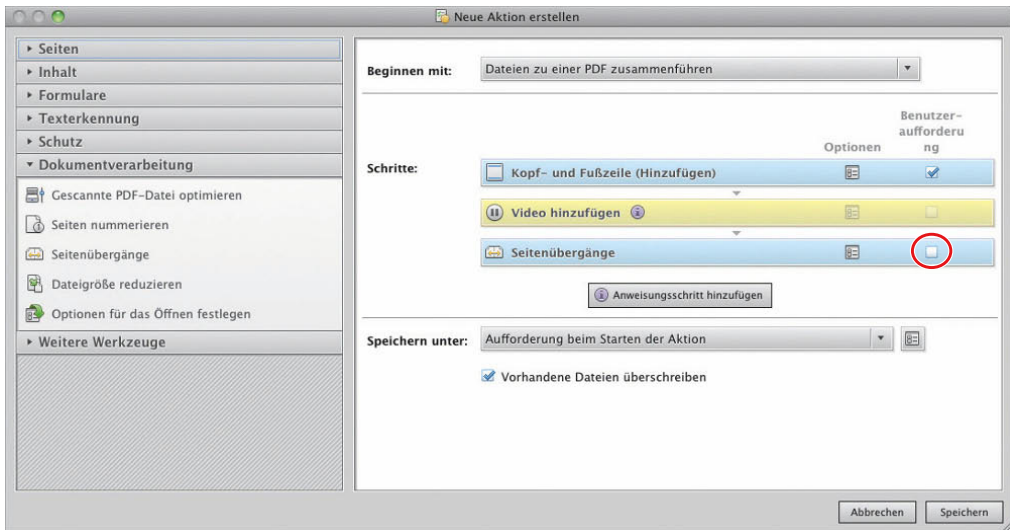 Neue Aktion erstellen
Seiten
Inhalt
Formulare
Texterkennung
Schutz
Dokumentverarbeitung
Gescannte PDF-Datei optimieren
Seiten nummerieren
Seitenübergänge
Dateigröße reduzieren
Optionen für das Öffnen festlegen
Weitere Werkzeuge
Beginnen mit: Dateien zu einer PDF zusammenführen
Benutzer-
aufforderu
Optionen ng
Schritte: Kopf- und Fußzeile (Hinzufügen)
Video hinzufügen
Seitenübergänge
Anweisungsschritt hinzufügen
Speichern unter: Aufforderung beim Starten der Aktion
Vorhandene Dateien überschreiben
Abbrechen Speichern